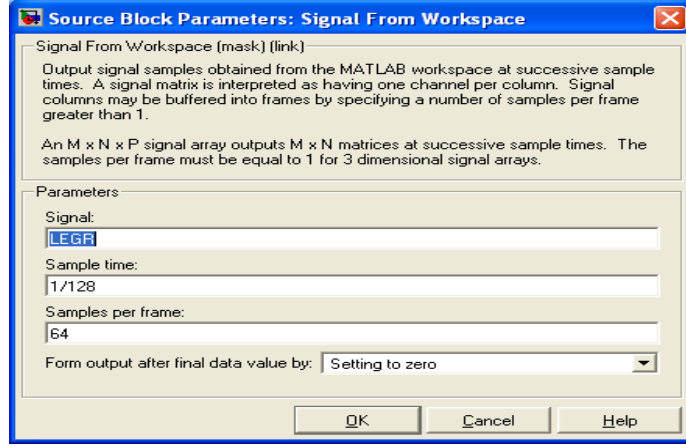 Source Block Parameters: Signal From Workspace
Signal From Workspace (mask) (link)
Output signal samples obtained from the MATLAB workspace at successive sample
times. A signal matrix is interpreted as having one channel per column. Signal
columns may be buffered into frames by specifying a number of samples per frame
greater than 1.
An M x N x P signal array outputs M x N matrices at successive sample times. The
samples per frame must be equal to 1 for 3 dimensional signal arrays.
Parameters
Signal:
LEGR
Sample time:
1/128
Samples per frame:
64
Form output after final data value by: Setting to zero
OK Cancel Help